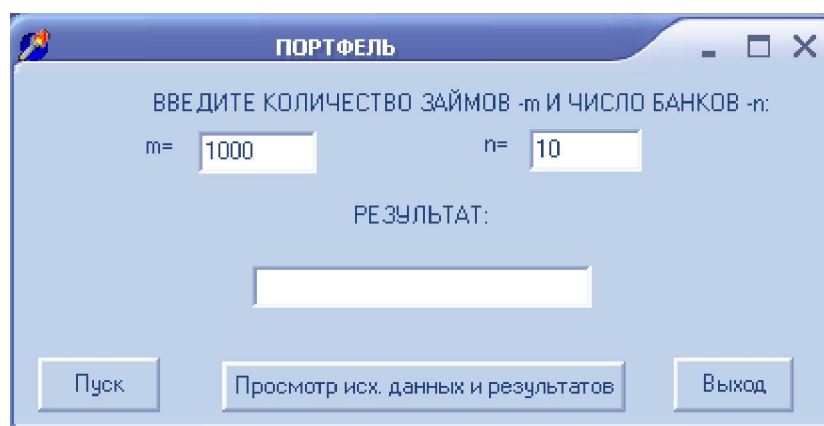 ПОРТФЕЛЬ
ВВЕДИТЕ КОЛИЧЕСТВО ЗАЙМОВ -m И ЧИСЛО БАНКОВ -n:
m= 1000 n= 10
РЕЗУЛЬТАТ:
Пуск Просмотр исх. данных и результатов Выход